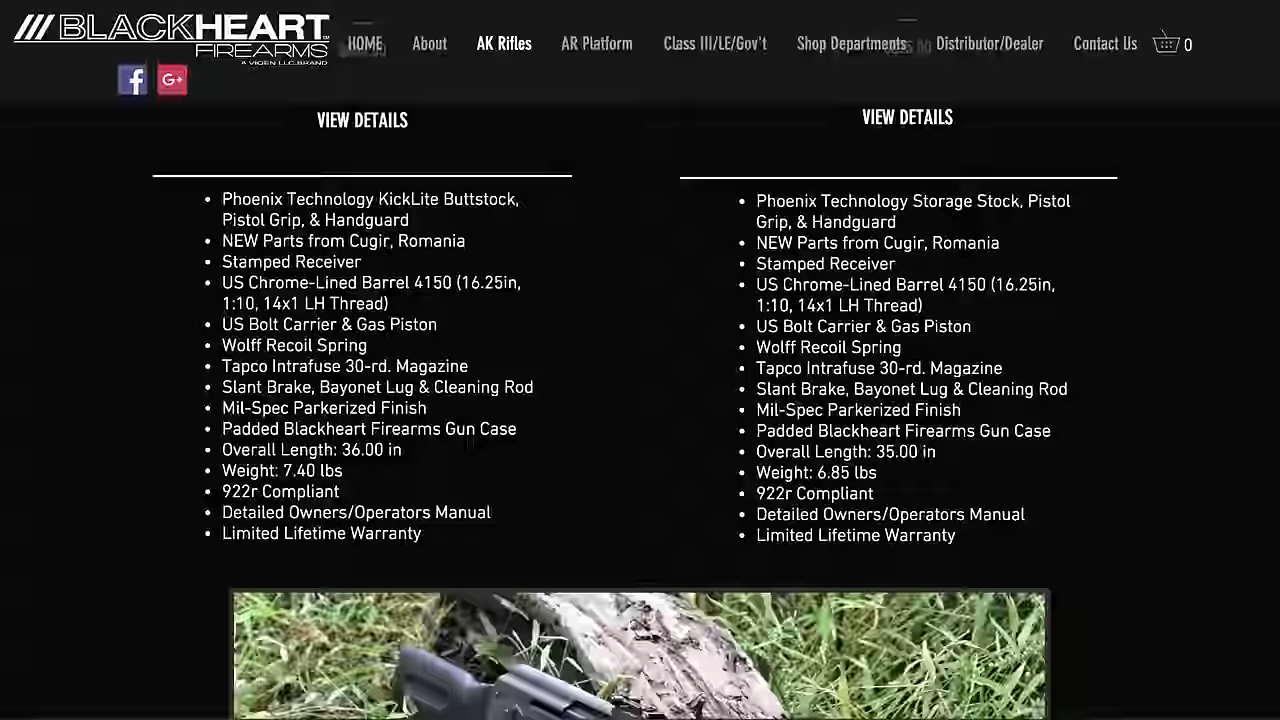 BLACKHEART
FIREARMS
A VIGEN LLC.BRAND
HOME About AK Rifles AR Platform Class III/LE/Gov't Shop Departments Distributor/Dealer Contact Us 0
f G+
VIEW DETAILS
• Phoenix Technology KickLite Buttstock,
Pistol Grip, & Handguard
• NEW Parts from Cugir, Romania
• Stamped Receiver
• US Chrome-Lined Barrel 4150 (16.25in,
1:10, 14x1 LH Thread)
• US Bolt Carrier & Gas Piston
• Wolff Recoil Spring
• Tapco Intrafuse 30-rd. Magazine
• Slant Brake, Bayonet Lug & Cleaning Rod
• Mil-Spec Parkerized Finish
• Padded Blackheart Firearms Gun Case
• Overall Length: 36.00 in
• Weight: 7.40 lbs
• 922r Compliant
• Detailed Owners/Operators Manual
• Limited Lifetime Warranty
VIEW DETAILS
• Phoenix Technology Storage Stock, Pistol
Grip, & Handguard
• NEW Parts from Cugir, Romania
• Stamped Receiver
• US Chrome-Lined Barrel 4150 (16.25in,
1:10, 14x1 LH Thread)
• US Bolt Carrier & Gas Piston
• Wolff Recoil Spring
• Tapco Intrafuse 30-rd. Magazine
• Slant Brake, Bayonet Lug & Cleaning Rod
• Mil-Spec Parkerized Finish
• Padded Blackheart Firearms Gun Case
• Overall Length: 35.00 in
• Weight: 6.85 lbs
• 922r Compliant
• Detailed Owners/Operators Manual
• Limited Lifetime Warranty